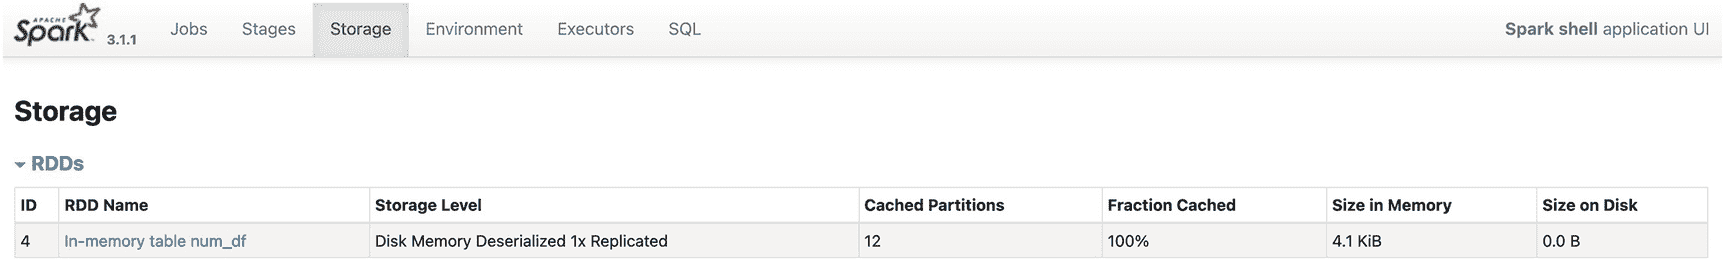 APACHE Spark 3.1.1 Jobs Stages Storage Environment Executors SQL Spark shell application UI
Storage
RDDs
ID RDD Name Storage Level Cached Partitions Fraction Cached Size in Memory Size on Disk
4 In-memory table num_df Disk Memory Deserialized 1x Replicated 12 100% 4.1 KiB 0.0 B